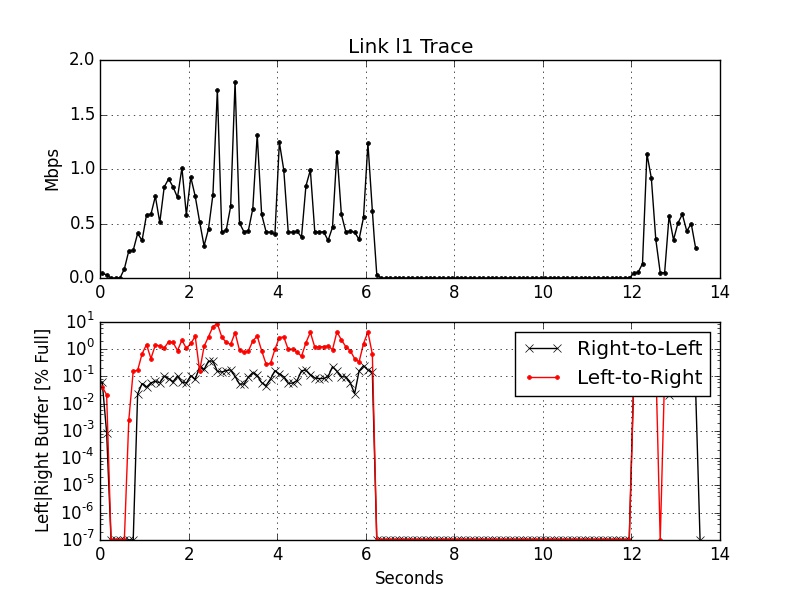 Link l1 Trace
2.0
1.5
1.0
0.5
0.0
Mbps
0 2 4 6 8 10 12 14
10^1
10^0
10^-1
10^-2
10^-3
10^-4
10^-5
10^-6
10^-7
Left|Right Buffer [% Full]
Right-to-Left
Left-to-Right
0 2 4 6 8 10 12 14
Seconds